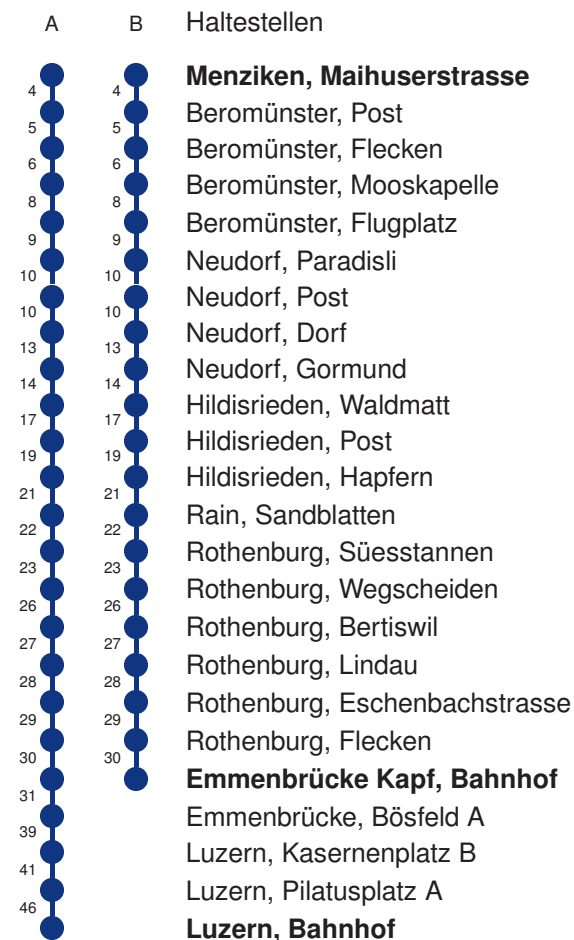 A B Haltestellen
Menziken, Maihuserstrasse
4 4
Beromünster, Post
5 5
Beromünster, Flecken
6 6
Beromünster, Mooskapelle
8 8
Beromünster, Flugplatz
9 9
Neudorf, Paradisli
10 10
Neudorf, Post
10 10
Neudorf, Dorf
13 13
Neudorf, Gormund
14 14
Hildisrieden, Waldmatt
17 17
Hildisrieden, Post
19 19
Hildisrieden, Hapfern
21 21
Rain, Sandblatten
22 22
Rothenburg, Süesstannen
23 23
Rothenburg, Wegscheiden
26 26
Rothenburg, Bertiswil
27 27
Rothenburg, Lindau
28 28
Rothenburg, Eschenbachstrasse
29 29
Rothenburg, Flecken
30 30
Emmenbrücke Kapf, Bahnhof
31
Emmenbrücke, Bösfeld A
39
Luzern, Kasernenplatz B
41
Luzern, Pilatusplatz A
46
Luzern, Bahnhof